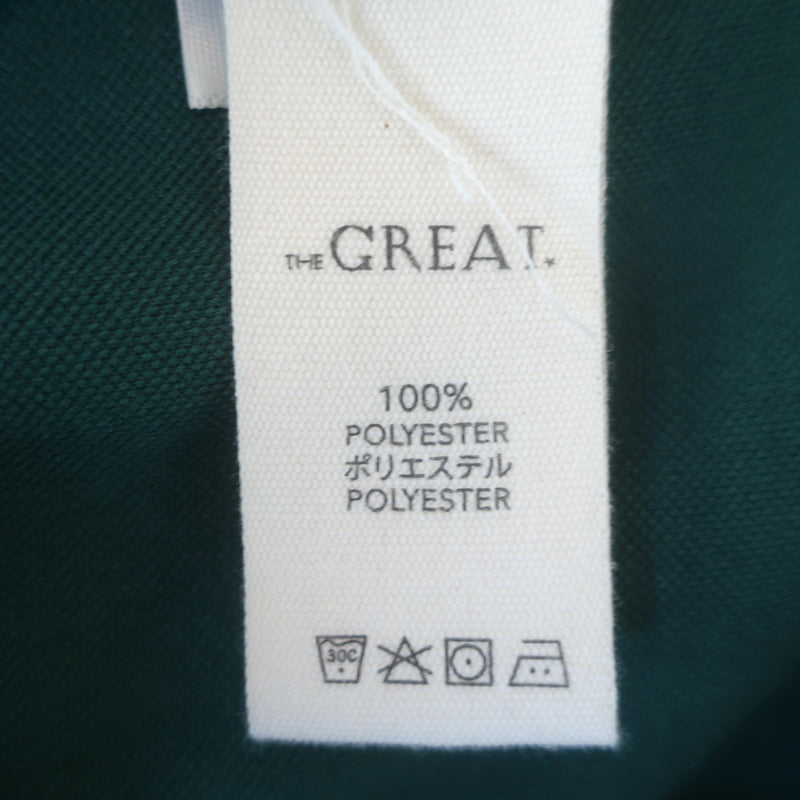 THE GREAT.*
100%
POLYESTER
ポリエステル
POLYESTER
30C